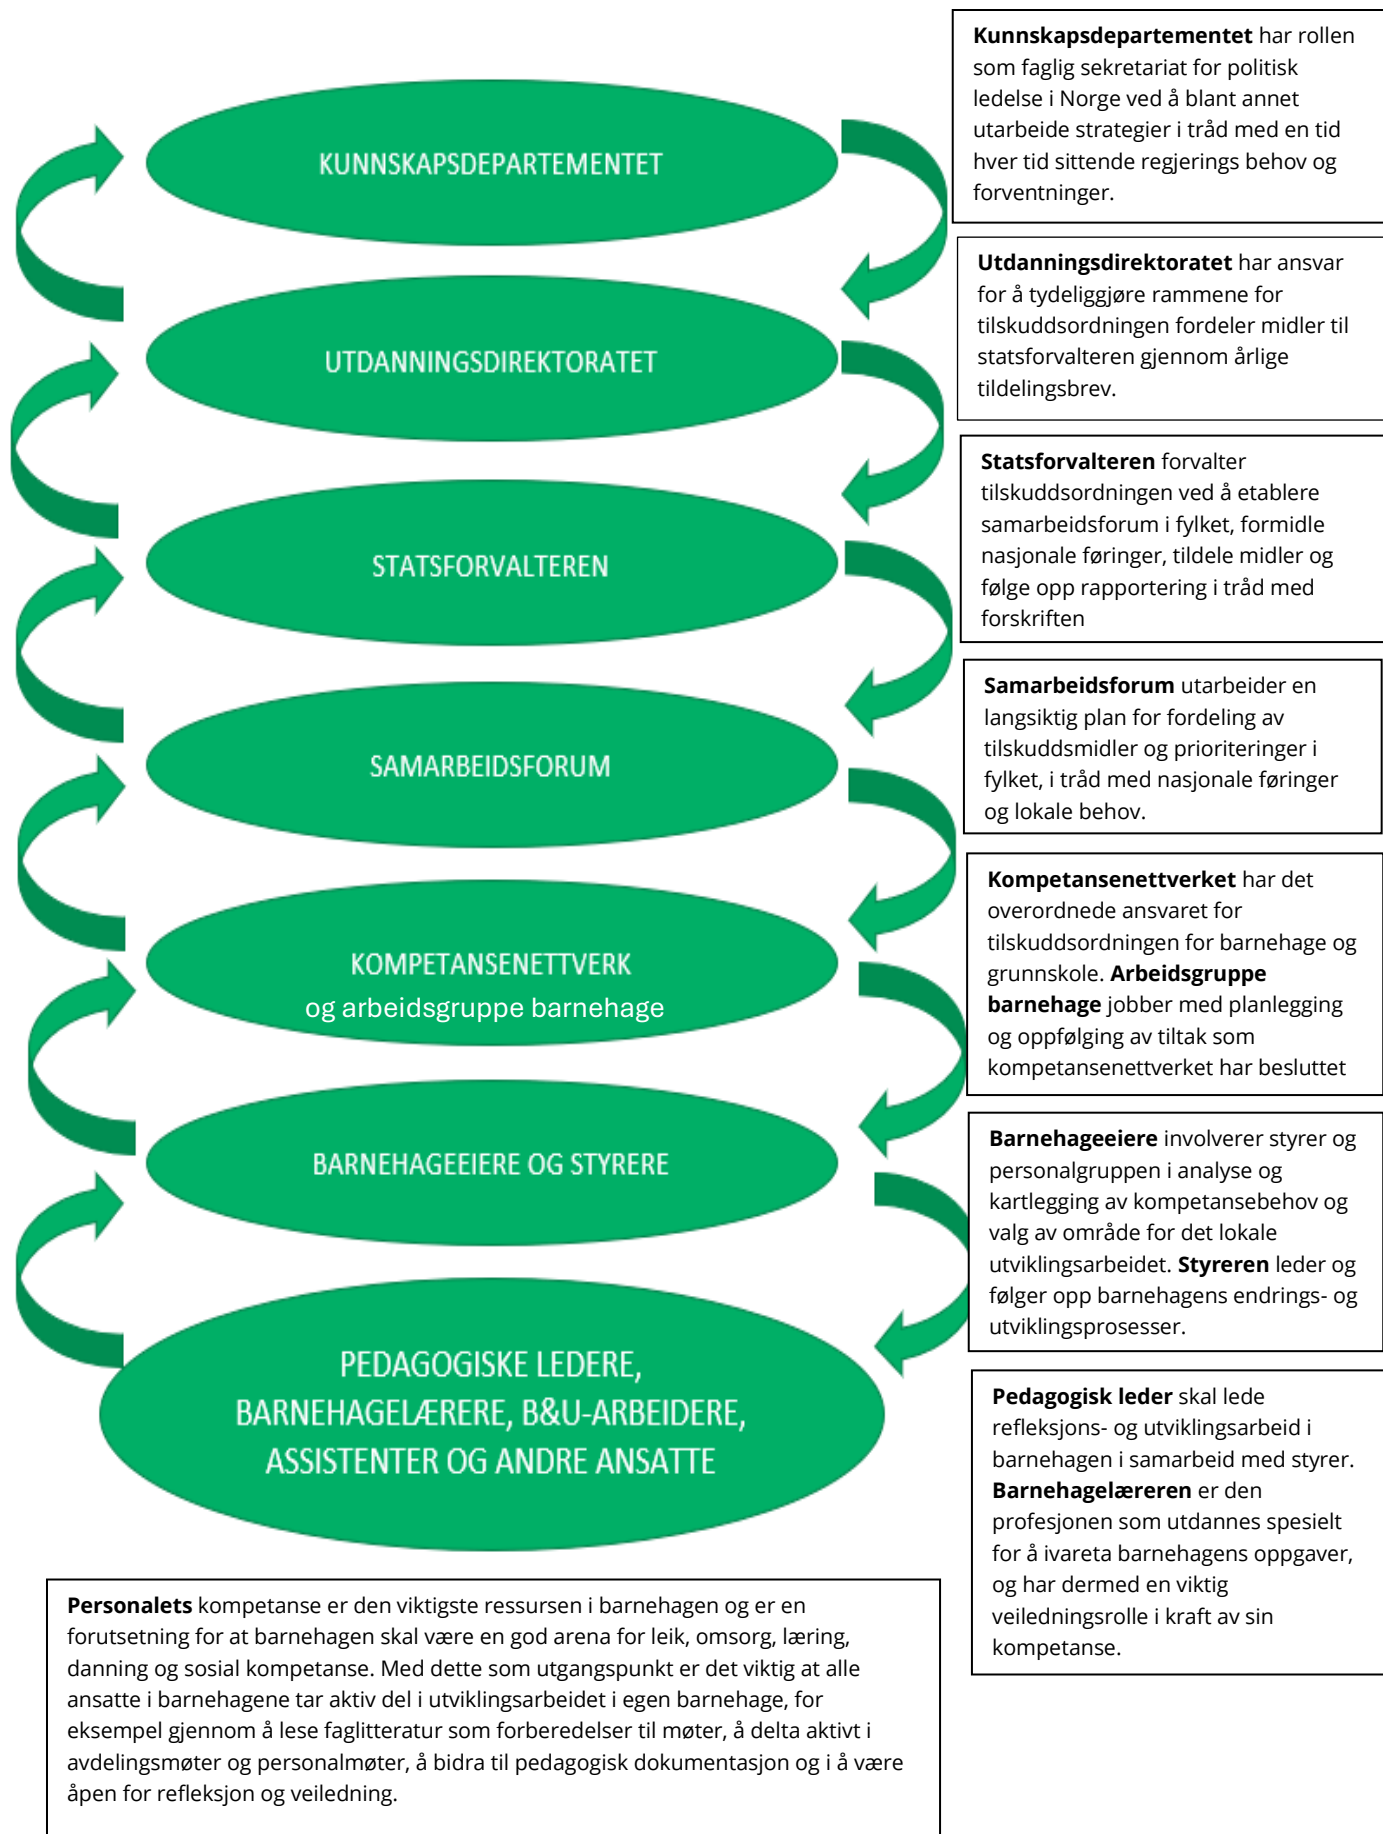 Kunnskapsdepartementet har rollen
som faglig sekretariat for politisk
ledelse i Norge ved å blant annet
utarbeide strategier i tråd med en tid
hver tid sittende regjerings behov og
forventninger.
KUNNSKAPSDEPARTEMENTET
Utdanningsdirektoratet har ansvar
for å tydeliggjøre rammene for
tilskuddsordningen fordeler midler til
statsforvalteren gjennom årlige
tildelingsbrev.
UTDANNINGSDIREKTORATET
Statsforvalteren forvalter
tilskuddsordningen ved å etablere
samarbeidsforum i fylket, formidle
nasjonale føringer, tildele midler og
følge opp rapportering i tråd med
forskriften
STATSFORVALTEREN
Samarbeidsforum utarbeider en
langsiktig plan for fordeling av
tilskuddsmidler og prioriteringer i
fylket, i tråd med nasjonale føringer
og lokale behov.
SAMARBEIDSFORUM
Kompetansenettverket har det
overordnede ansvaret for
tilskuddsordningen for barnehage og
grunnskole. Arbeidsgruppe
barnehage jobber med planlegging
og oppfølging av tiltak som
kompetansenettverket har besluttet
KOMPETANSENETTVERK
og arbeidsgruppe barnehage
Barnehageeiere involverer styrer og
personalgruppen i analyse og
kartlegging av kompetansebehov og
valg av område for det lokale
utviklingsarbeidet. Styreren leder og
følger opp barnehagens endrings- og
utviklingsprosesser.
BARNEHAGEEIERE OG STYRERE
PEDAGOGISKE LEDERE,
BARNEHAGELÆRERE, B&U-ARBEIDERE,
ASSISTENTER OG ANDRE ANSATTE
Pedagogisk leder skal lede
refleksjons- og utviklingsarbeid i
barnehagen i samarbeid med styrer.
Barnehagelæreren er den
profesjonen som utdannes spesielt
for å ivareta barnehagens oppgaver,
og har dermed en viktig
veiledningsrolle i kraft av sin
kompetanse.
Personalets kompetanse er den viktigste ressursen i barnehagen og er en
forutsetning for at barnehagen skal være en god arena for leik, omsorg, læring,
danning og sosial kompetanse. Med dette som utgangspunkt er det viktig at alle
ansatte i barnehagene tar aktiv del i utviklingsarbeidet i egen barnehage, for
eksempel gjennom å lese faglitteratur som forberedelser til møter, å delta aktivt i
avdelingsmøter og personalmøter, å bidra til pedagogisk dokumentasjon og i å være
åpen for refleksjon og veiledning.